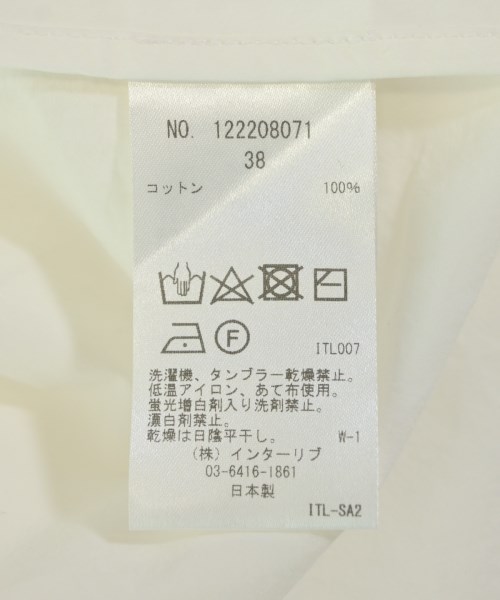 NO. 122208071
38
コットン 100%
F ITL007
洗濯機、タンブラー乾燥禁止。
低温アイロン、あて布使用。
蛍光増白剤入り洗剤禁止。
漂白剤禁止。
乾燥は日陰平干し。 W-1
(株) インターリブ
03-6416-1861
日本製
ITL-SA2